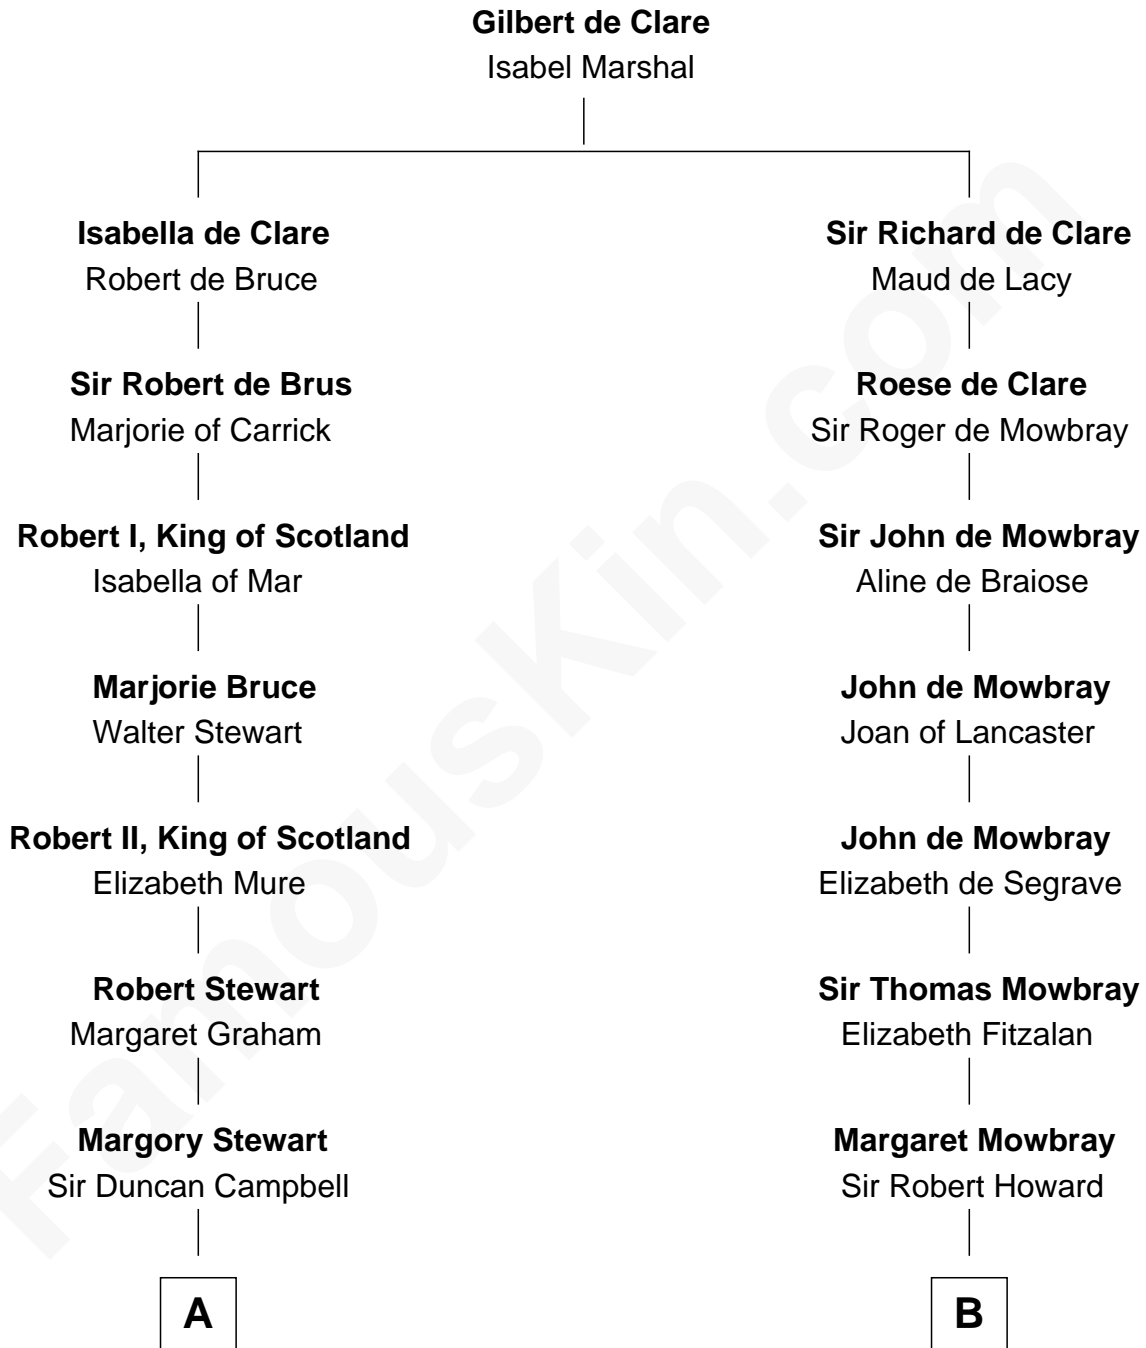 Gilbert de Clare
Isabel Marshal
Isabella de Clare
Robert de Bruce
Sir Richard de Clare
Maud de Lacy
Sir Robert de Brus
Marjorie of Carrick
Roese de Clare
Sir Roger de Mowbray
Robert I, King of Scotland
Isabella of Mar
Sir John de Mowbray
Aline de Braiose
Marjorie Bruce
Walter Stewart
John de Mowbray
Joan of Lancaster
Robert II, King of Scotland
Elizabeth Mure
John de Mowbray
Elizabeth de Segrave
Robert Stewart
Margaret Graham
Sir Thomas Mowbray
Elizabeth Fitzalan
Margory Stewart
Sir Duncan Campbell
Margaret Mowbray
Sir Robert Howard
A
B
FamousKin.com